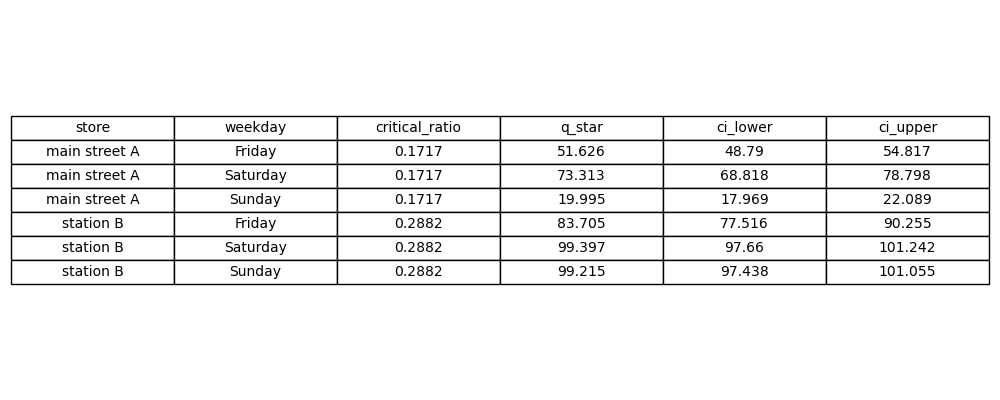 store weekday critical_ratio q_star ci_lower ci_upper
main street A Friday 0.1717 51.626 48.79 54.817
main street A Saturday 0.1717 73.313 68.818 78.798
main street A Sunday 0.1717 19.995 17.969 22.089
station B Friday 0.2882 83.705 77.516 90.255
station B Saturday 0.2882 99.397 97.66 101.242
station B Sunday 0.2882 99.215 97.438 101.055